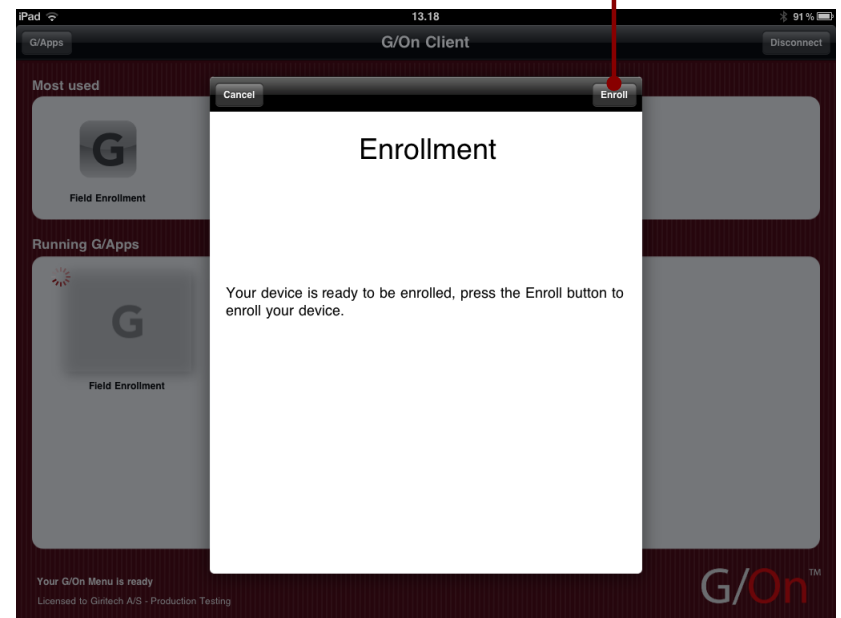 iPad 13.18 91%
G/Apps G/On Client Disconnect
Most used
Cancel Enroll
Enrollment
G
Field Enrollment
Running G/Apps
Your device is ready to be enrolled, press the Enroll button to
enroll your device.
G
Field Enrollment
Your G/On Menu is ready
Licensed to Giritech A/S - Production Testing
G/On™